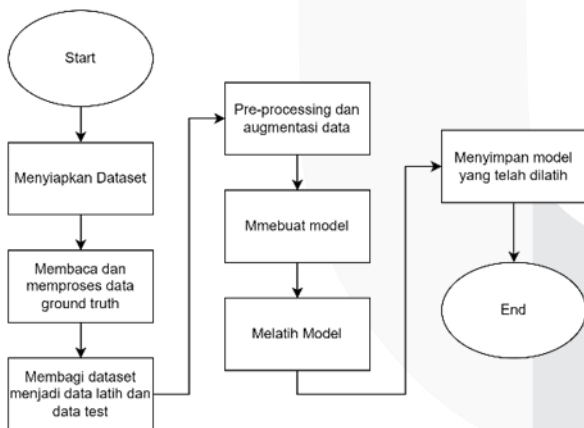 Start
Menyiapkan Dataset
Membaca dan
memproses data
ground truth
Membagi dataset
menjadi data latih dan
data test
Pre-processing dan
augmentasi data
Mmebuat model
Melatih Model
Menyimpan model
yang telah dilatih
End